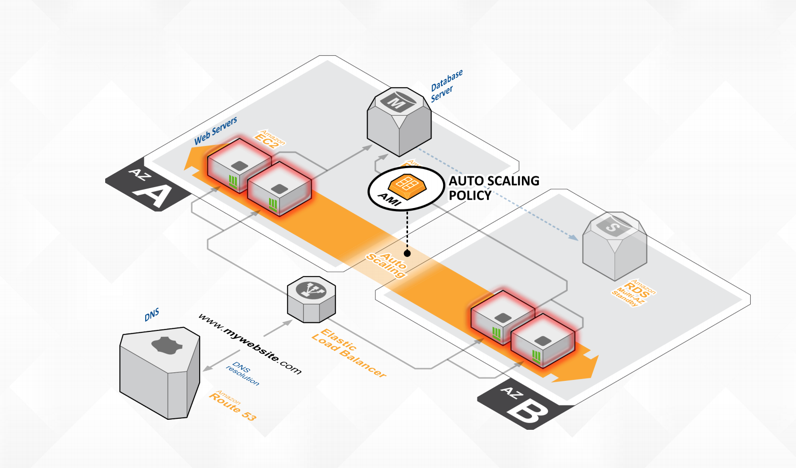 Database
Server
Web Servers
Amazon
EC2
M
AZ
A
AMI
AUTO SCALING
POLICY
Auto
Scaling
S
Amazon
RDS
Multi-AZ
Standby
DNS
www.mywebsite.com
Elastic
Load Balancer
DNS
resolution
Amazon
Route 53
AZ
B